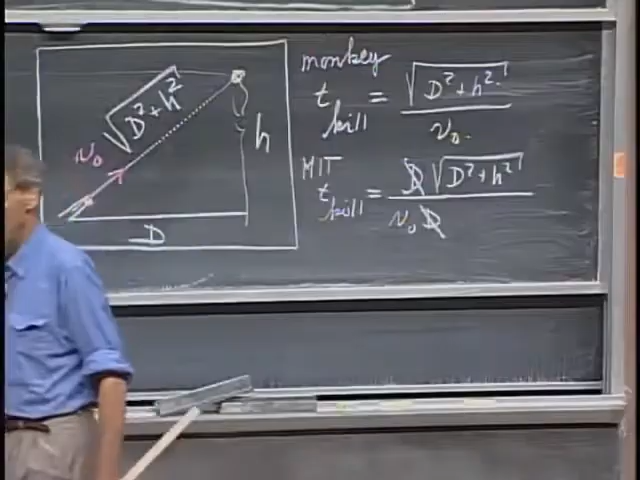 monkey
t_kill = √(D²+h²) / v₀
MIT
t_kill = D √(D²+h²) / v₀ D
√(D²+h²)
v₀
h
D